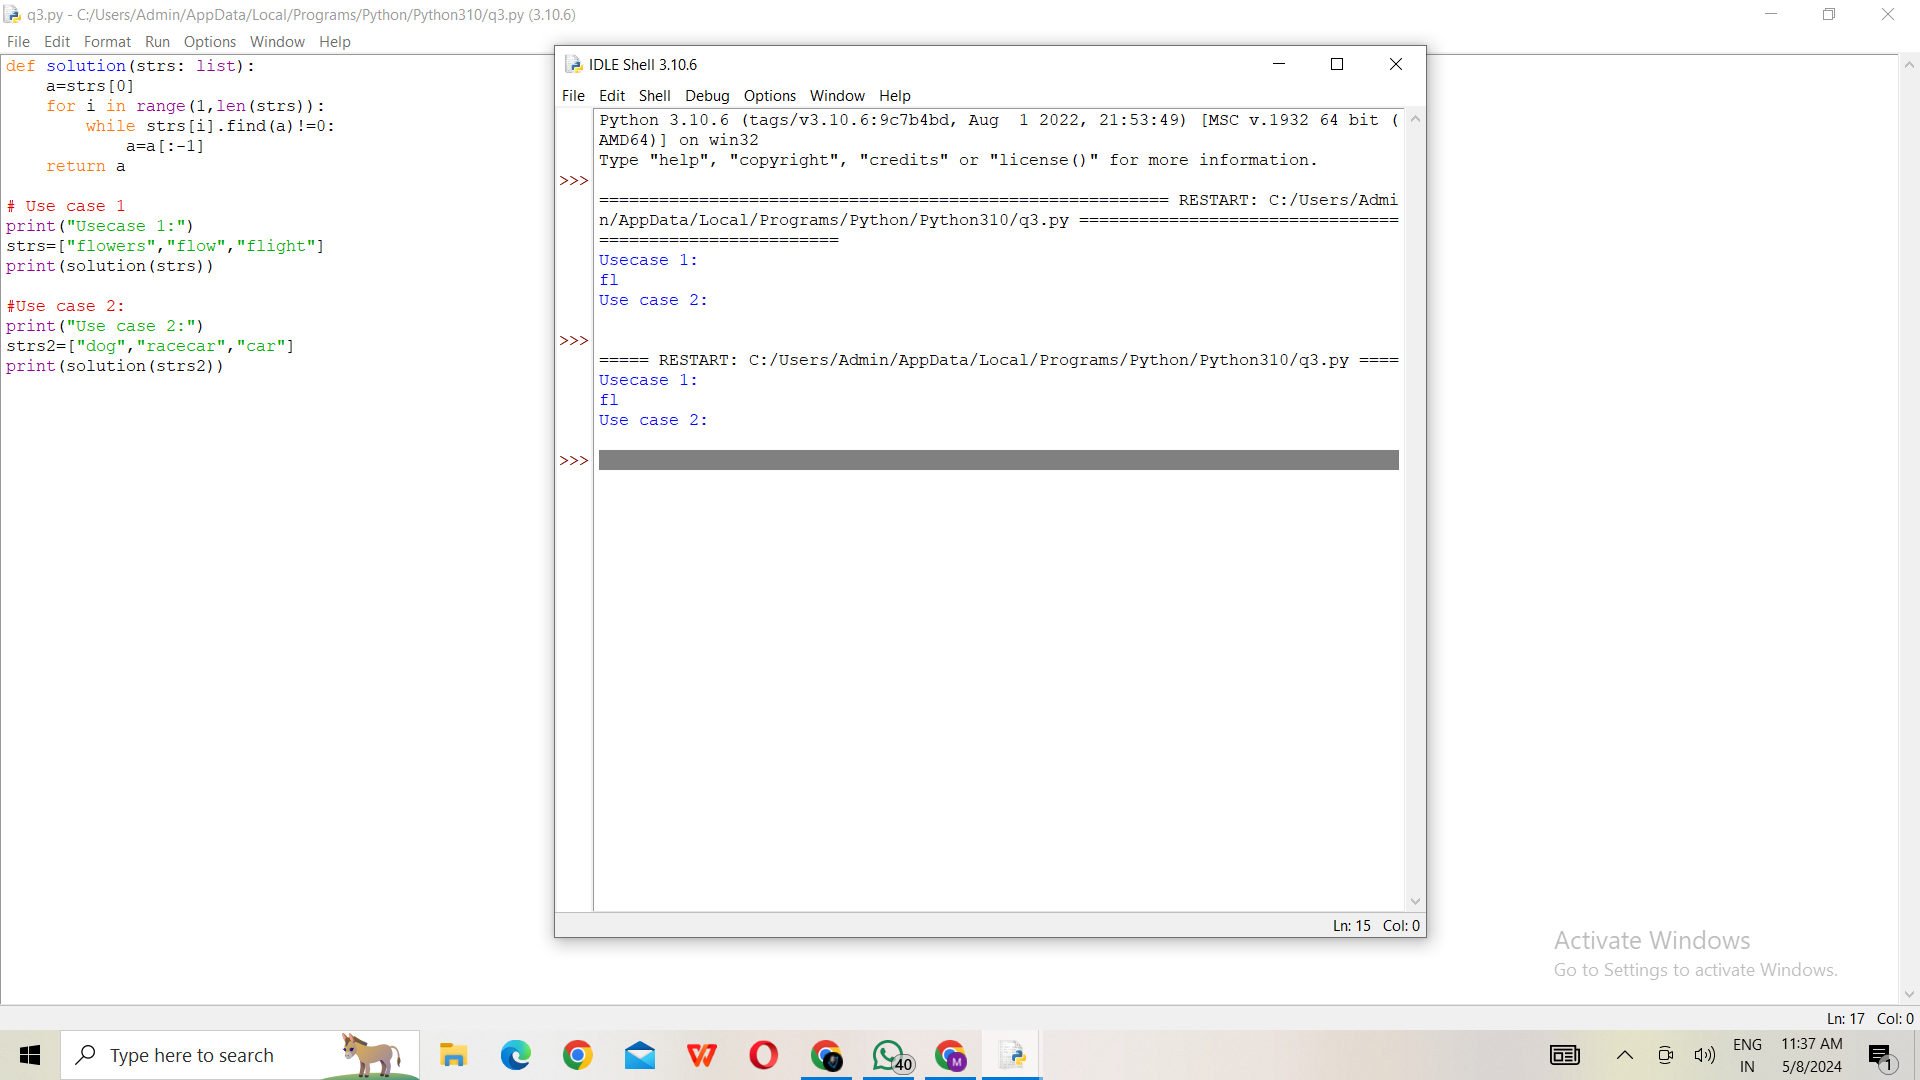 q3.py - C:/Users/Admin/AppData/Local/Programs/Python/Python310/q3.py (3.10.6)
File Edit Format Run Options Window Help
def solution(strs: list):
    a=strs[0]
    for i in range(1,len(strs)):
        while strs[i].find(a)!=0:
            a=a[:-1]
    return a
# Use case 1
print("Usecase 1:")
strs=["flowers","flow","flight"]
print(solution(strs))
#Use case 2:
print("Use case 2:")
strs2=["dog","racecar","car"]
print(solution(strs2))
IDLE Shell 3.10.6
File Edit Shell Debug Options Window Help
Python 3.10.6 (tags/v3.10.6:9c7b4bd, Aug  1 2022, 21:53:49) [MSC v.1932 64 bit (
AMD64)] on win32
Type "help", "copyright", "credits" or "license()" for more information.
>>>
========================================================= RESTART: C:/Users/Admi
n/AppData/Local/Programs/Python/Python310/q3.py ================================
========================
Usecase 1:
fl
Use case 2:
>>>
===== RESTART: C:/Users/Admin/AppData/Local/Programs/Python/Python310/q3.py ====
Usecase 1:
fl
Use case 2:
>>>
Ln: 15 Col: 0
Activate Windows
Go to Settings to activate Windows.
Ln: 17 Col: 0
Type here to search
40
M
ENG
IN
11:37 AM
5/8/2024
1